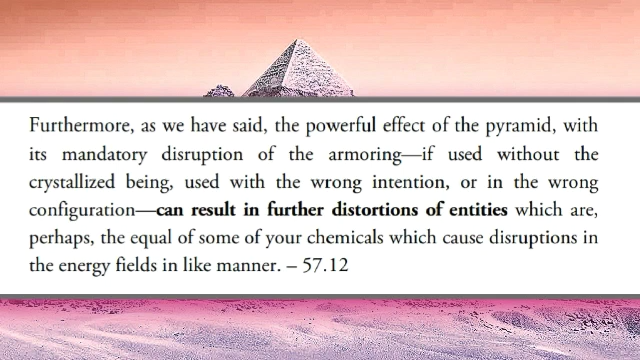 Furthermore, as we have said, the powerful effect of the pyramid, with
its mandatory disruption of the armoring—if used without the
crystallized being, used with the wrong intention, or in the wrong
configuration—can result in further distortions of entities which are,
perhaps, the equal of some of your chemicals which cause disruptions in
the energy fields in like manner. – 57.12